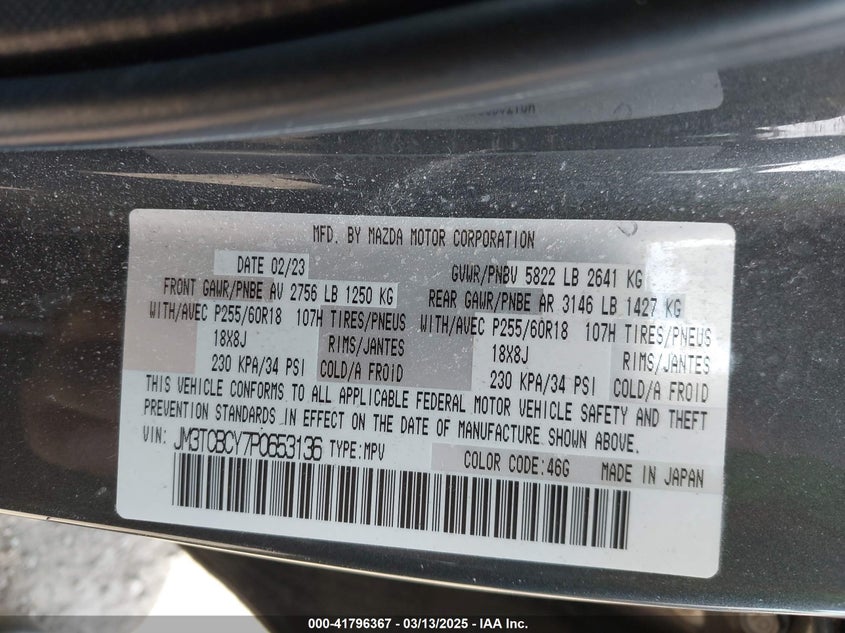 MFD. BY MAZDA MOTOR CORPORATION
DATE 02/23 GVWR/PNBV 5822 LB 2641 KG
FRONT GAWR/PNBE AV 2756 LB 1250 KG REAR GAWR/PNBE AR 3146 LB 1427 KG
WITH/AVEC P255/60R18 107H TIRES/PNEUS WITH/AVEC P255/60R18 107H TIRES/PNEUS
18X8J RIMS/JANTES 18X8J RIMS/JANTES
230 KPA/34 PSI COLD/A FROID 230 KPA/34 PSI COLD/A FROID
THIS VEHICLE CONFORMS TO ALL APPLICABLE FEDERAL MOTOR VEHICLE SAFETY AND THEFT
PREVENTION STANDARDS IN EFFECT ON THE DATE OF MANUFACTURE SHOWN ABOVE.
VIN: JM3TCBCY7P0653136 TYPE:MPV COLOR CODE:46G MADE IN JAPAN
000-41796367 / 03/13/2025 - IAA Inc.